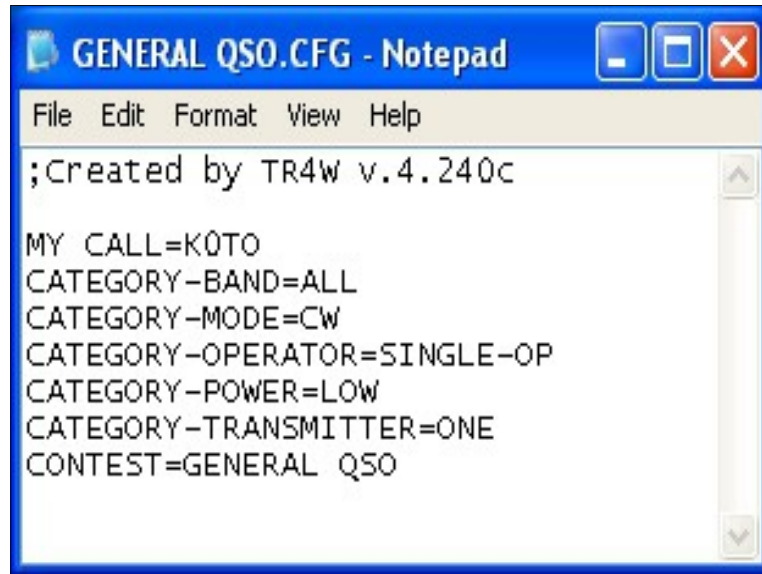 GENERAL QSO.CFG - Notepad
File Edit Format View Help
;Created by TR4W v.4.240c
MY CALL=K0TO
CATEGORY-BAND=ALL
CATEGORY-MODE=CW
CATEGORY-OPERATOR=SINGLE-OP
CATEGORY-POWER=LOW
CATEGORY-TRANSMITTER=ONE
CONTEST=GENERAL QSO